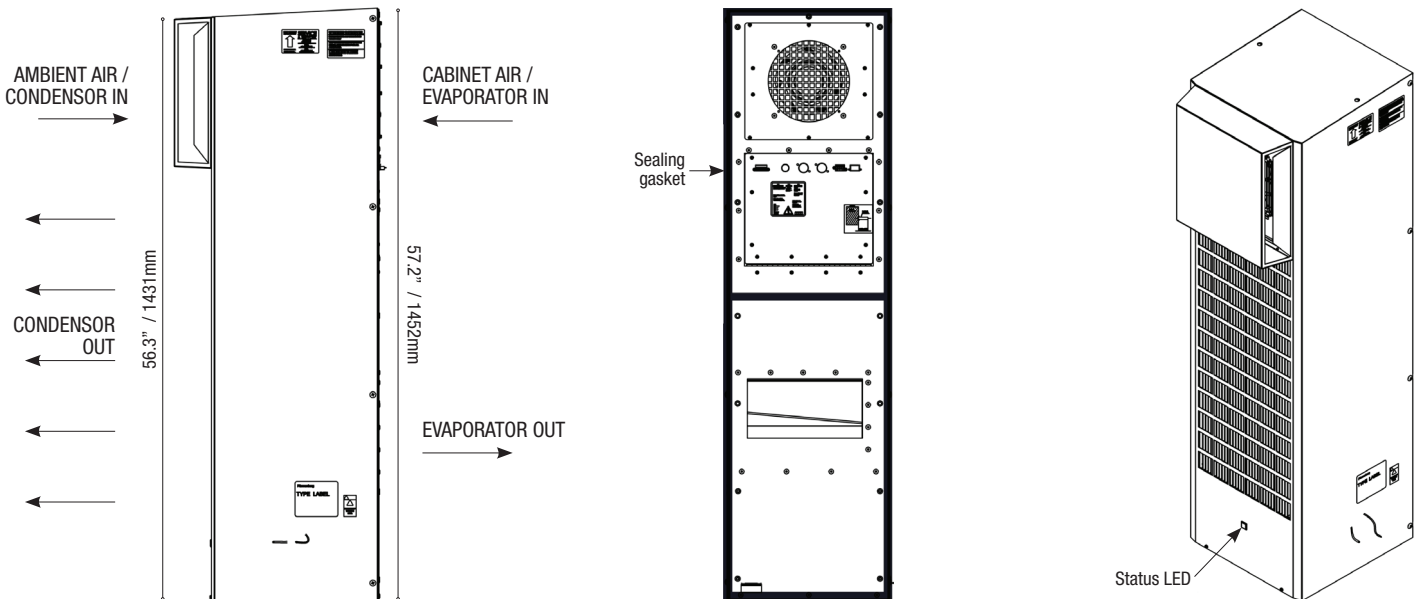 AMBIENT AIR /
CONDENSOR IN
CONDENSOR
OUT
56.3” / 1431mm
57.2” / 1452mm
CABINET AIR /
EVAPORATOR IN
EVAPORATOR OUT
TYPE LABEL
Sealing
gasket
TYPE LABEL
Status LED